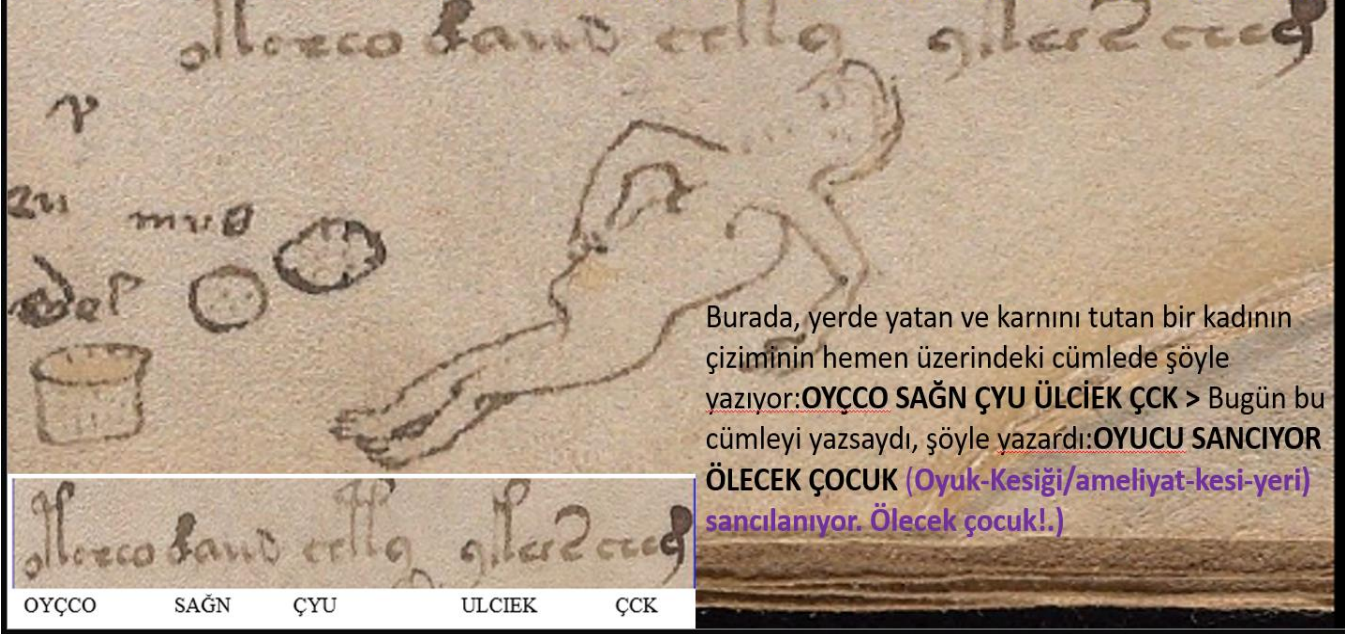 mus
del
Burada, yerde yatan ve karnını tutan bir kadının
çiziminin hemen üzerindeki cümlede şöyle
yazıyor:OYÇCO SAĞN ÇYU ÜLCİEK ÇCK > Bugün bu
cümleyi yazsaydı, şöyle yazardı:OYUCU SANCIYOR
ÖLECEK ÇOCUK (Oyuk-Kesiği/ameliyat-kesi-yeri)
sancılanıyor. Ölecek çocuk!.)
OYÇCO SAĞN ÇYU ULCIEK ÇCK